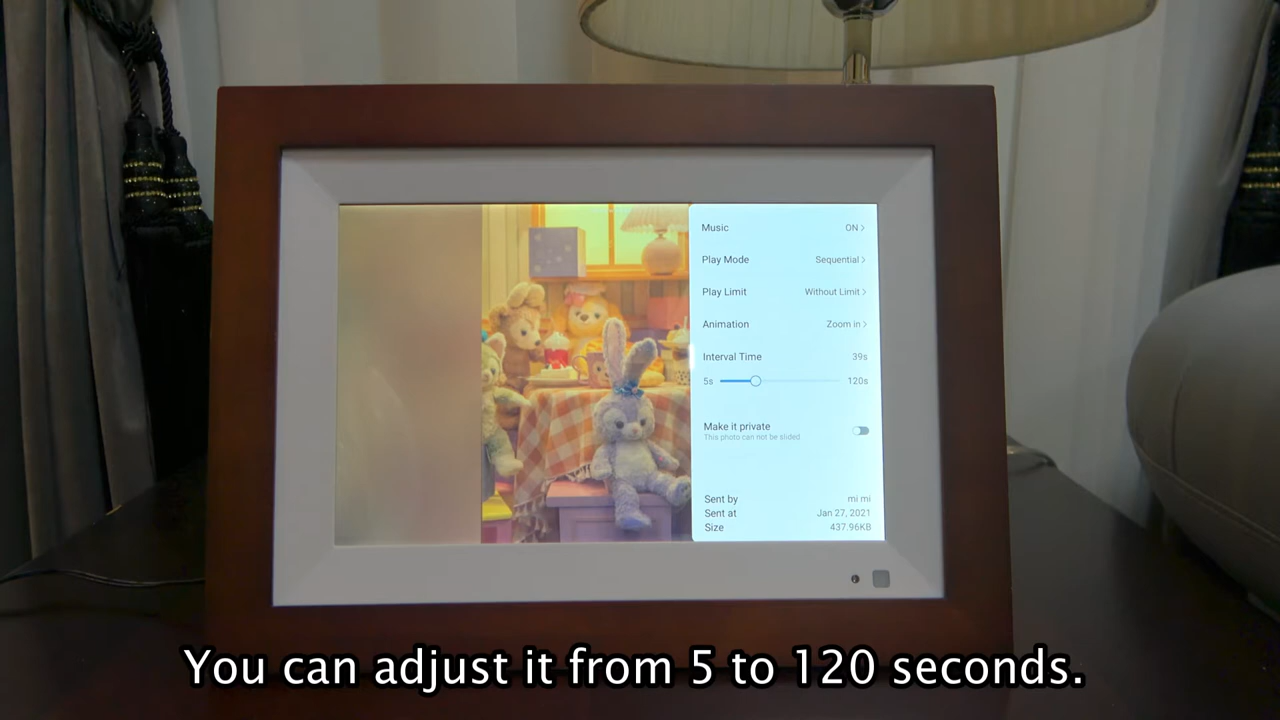 Music ON
Play Mode Sequential
Play Limit Without Limit
Animation Zoom in
Interval Time 39s
5s 120s
Make it private
This photo can not be slided
Sent by mi mi
Sent at Jan 27, 2021
Size 437.96KB
You can adjust it from 5 to 120 seconds.